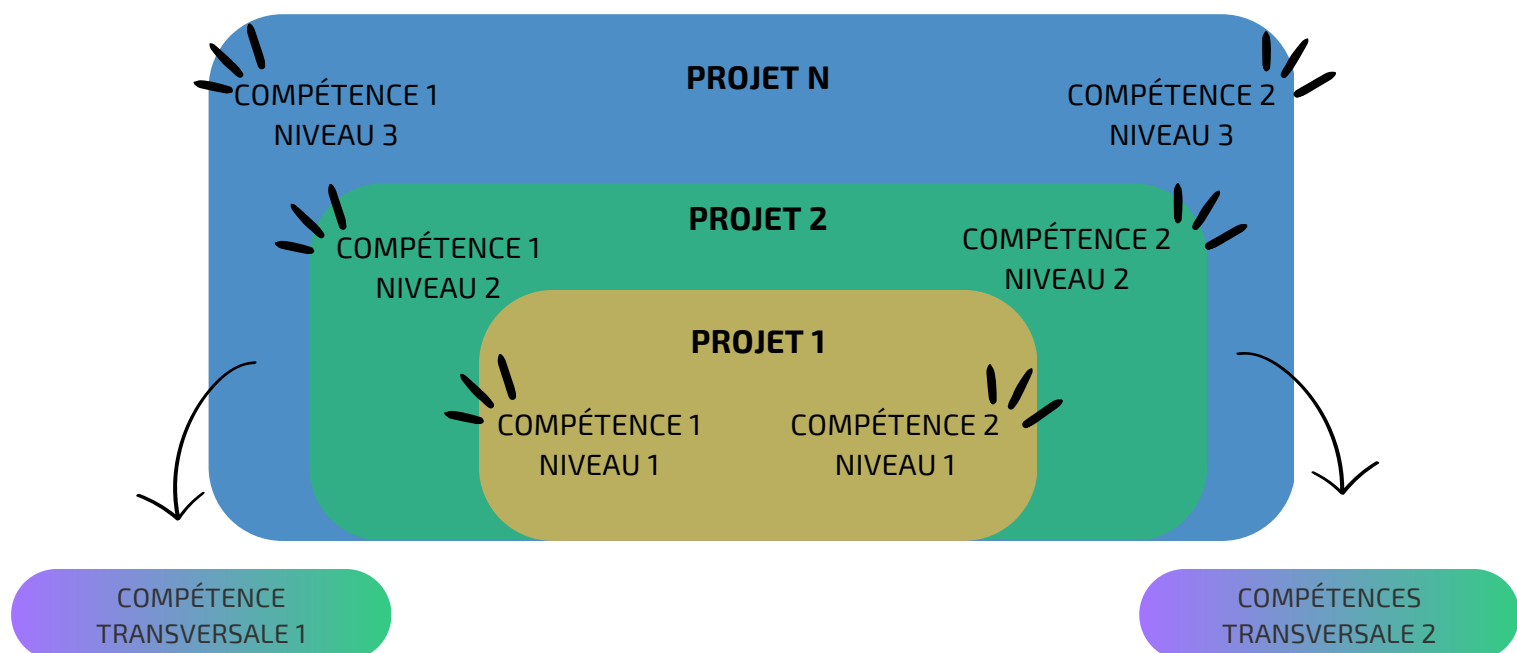 PROJET N
COMPÉTENCE 1
NIVEAU 3
COMPÉTENCE 2
NIVEAU 3
PROJET 2
COMPÉTENCE 1
NIVEAU 2
COMPÉTENCE 2
NIVEAU 2
PROJET 1
COMPÉTENCE 1
NIVEAU 1
COMPÉTENCE 2
NIVEAU 1
COMPÉTENCE
TRANSVERSALE 1
COMPÉTENCES
TRANSVERSALE 2